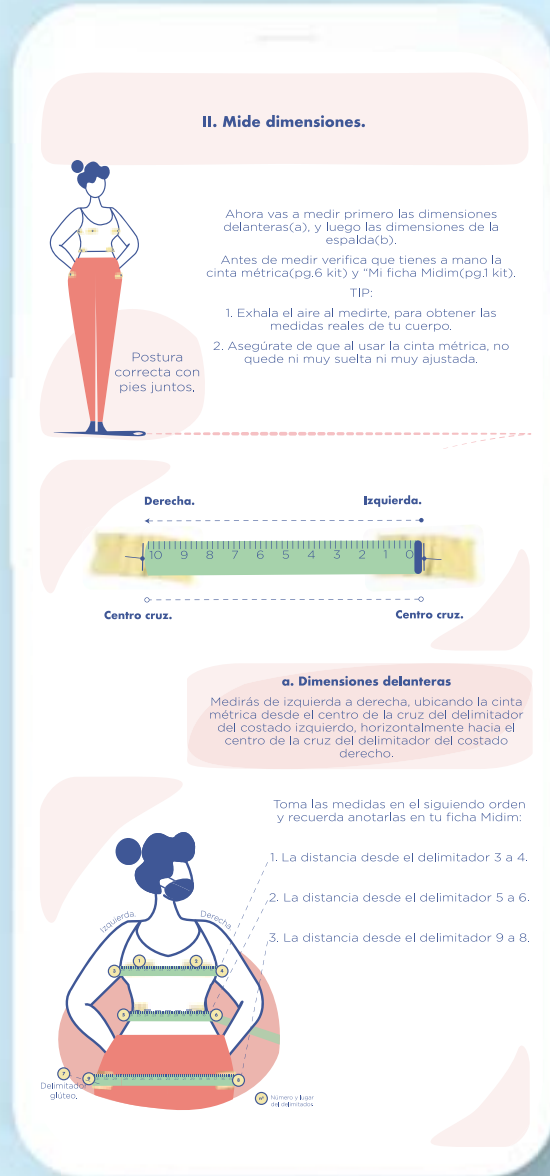 II. Mide dimensiones.
Ahora vas a medir primero las dimensiones
delanteras(a), y luego las dimensiones de la
espalda(b).
Antes de medir verifica que tienes a mano la
cinta métrica(pg.6 kit) y “Mi ficha Midim(pg.1 kit).
TIP:
1. Exhala el aire al medirte, para obtener las
medidas reales de tu cuerpo.
2. Asegúrate de que al usar la cinta métrica, no
quede ni muy suelta ni muy ajustada.
Postura
correcta con
pies juntos.
Derecha.
Izquierda.
10 9 8 7 6 5 4 3 2 1 0
Centro cruz.
Centro cruz.
a. Dimensiones delanteras
Medirás de izquierda a derecha, ubicando la cinta
métrica desde el centro de la cruz del delimitador
del costado izquierdo, horizontalmente hacia el
centro de la cruz del delimitador del costado
derecho.
Toma las medidas en el siguiendo orden
y recuerda anotarlas en tu ficha Midim:
1. La distancia desde el delimitador 3 a 4.
2. La distancia desde el delimitador 5 a 6.
3. La distancia desde el delimitador 9 a 8.
Izquierda.
Derecha.
1 2
3 4
5 6
7
9 8
Delimitador
glúteo.
nº
Número y lugar
del delimitados.